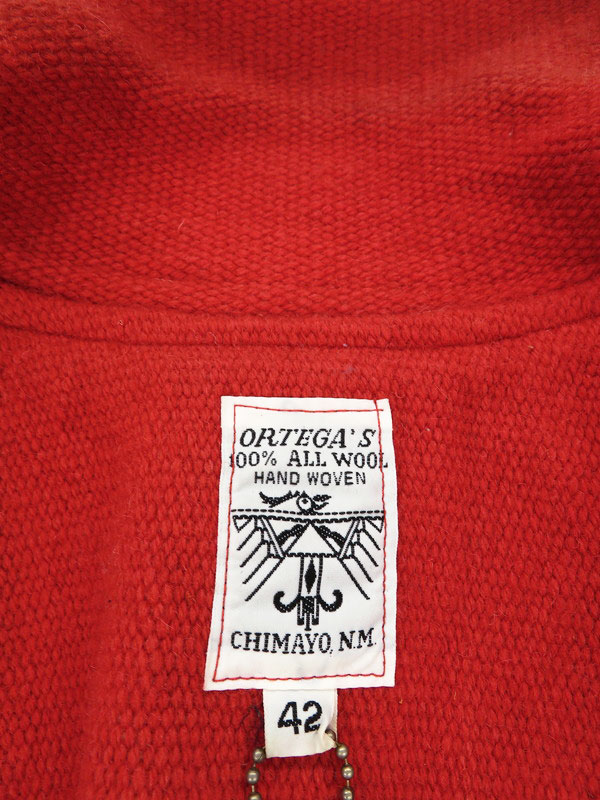 ORTEGA'S
100% ALL WOOL
HAND WOVEN
CHIMAYO, N.M.
42